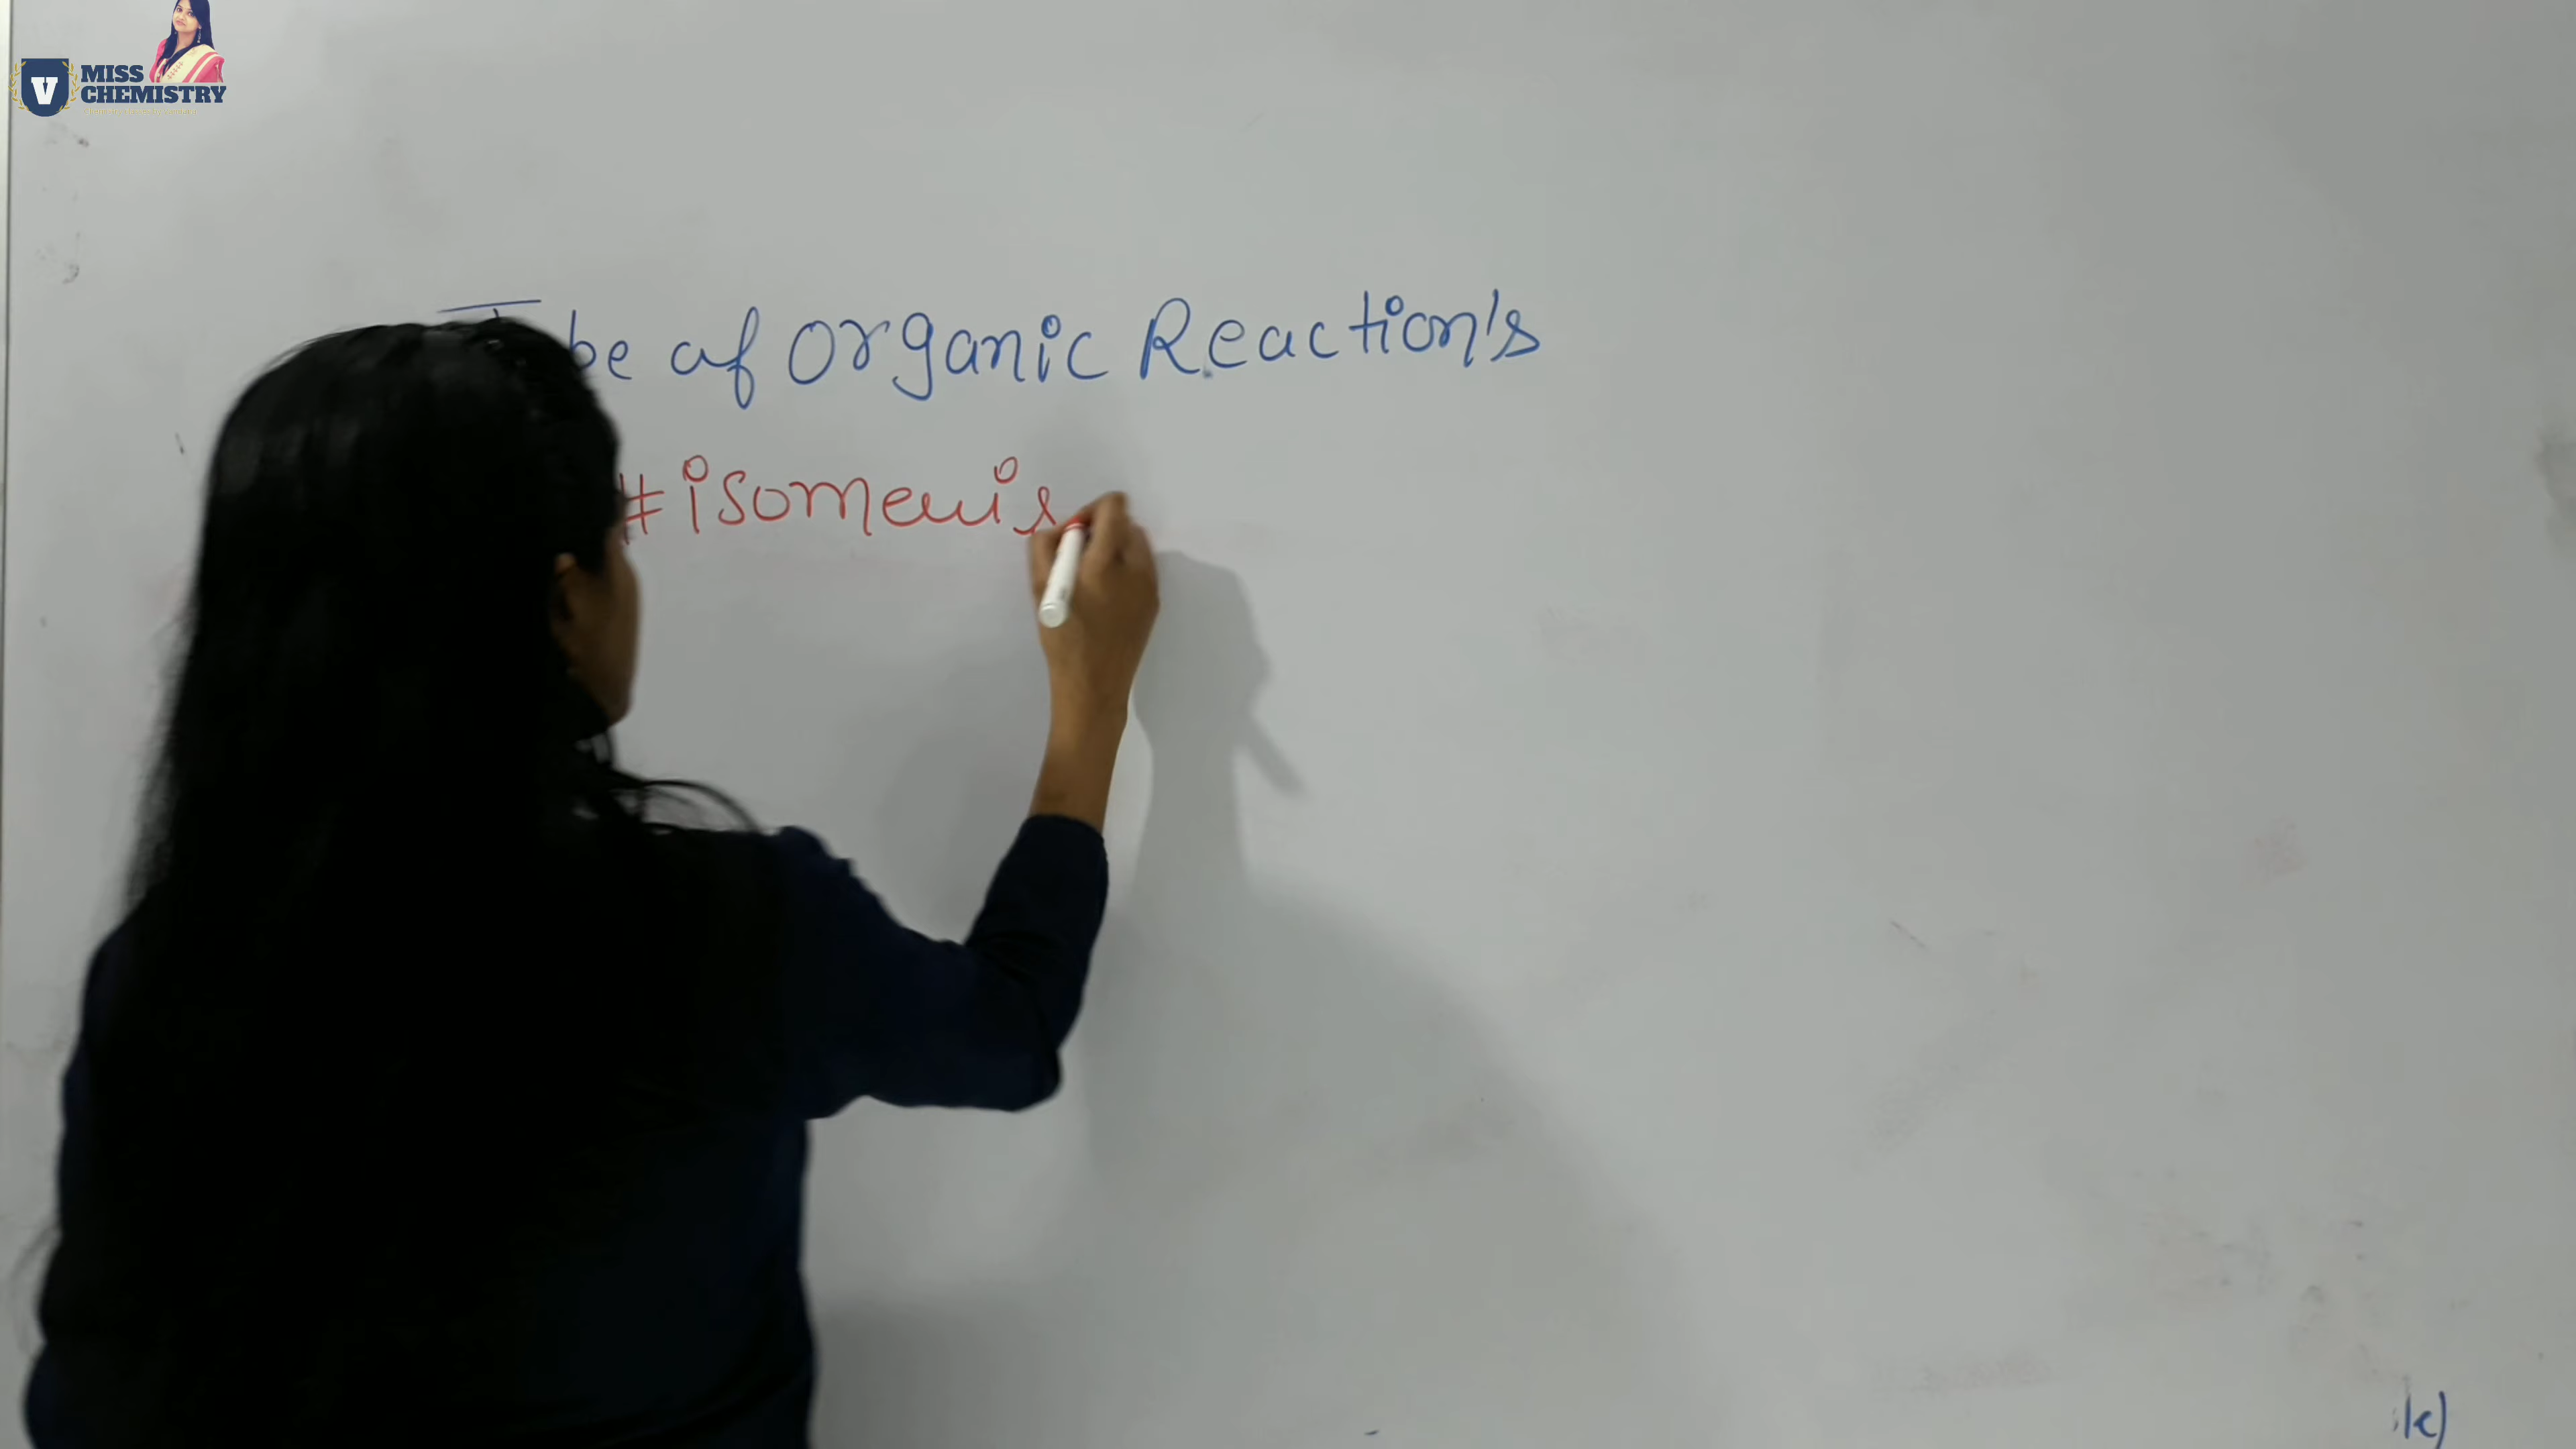 V
MISS
CHEMISTRY
be of Organic Reaction's
#isomeris
k)